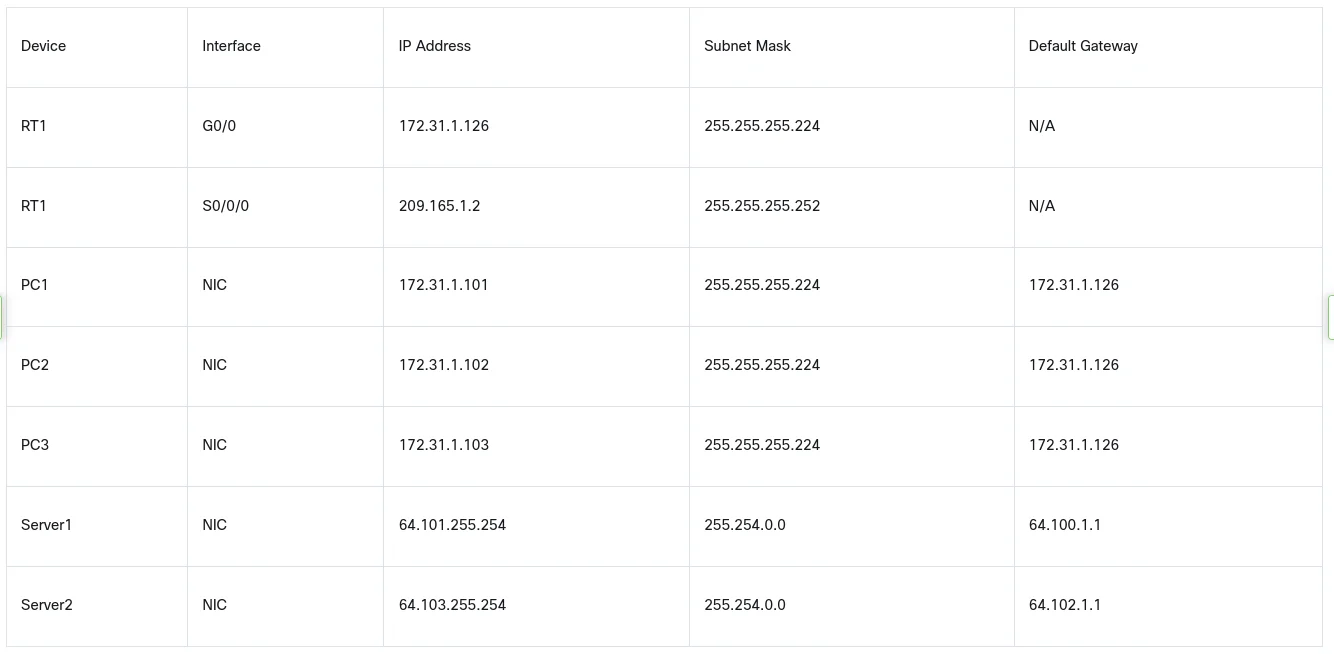 Device Interface IP Address Subnet Mask Default Gateway
RT1 G0/0 172.31.1.126 255.255.255.224 N/A
RT1 S0/0/0 209.165.1.2 255.255.255.252 N/A
PC1 NIC 172.31.1.101 255.255.255.224 172.31.1.126
PC2 NIC 172.31.1.102 255.255.255.224 172.31.1.126
PC3 NIC 172.31.1.103 255.255.255.224 172.31.1.126
Server1 NIC 64.101.255.254 255.254.0.0 64.100.1.1
Server2 NIC 64.103.255.254 255.254.0.0 64.102.1.1